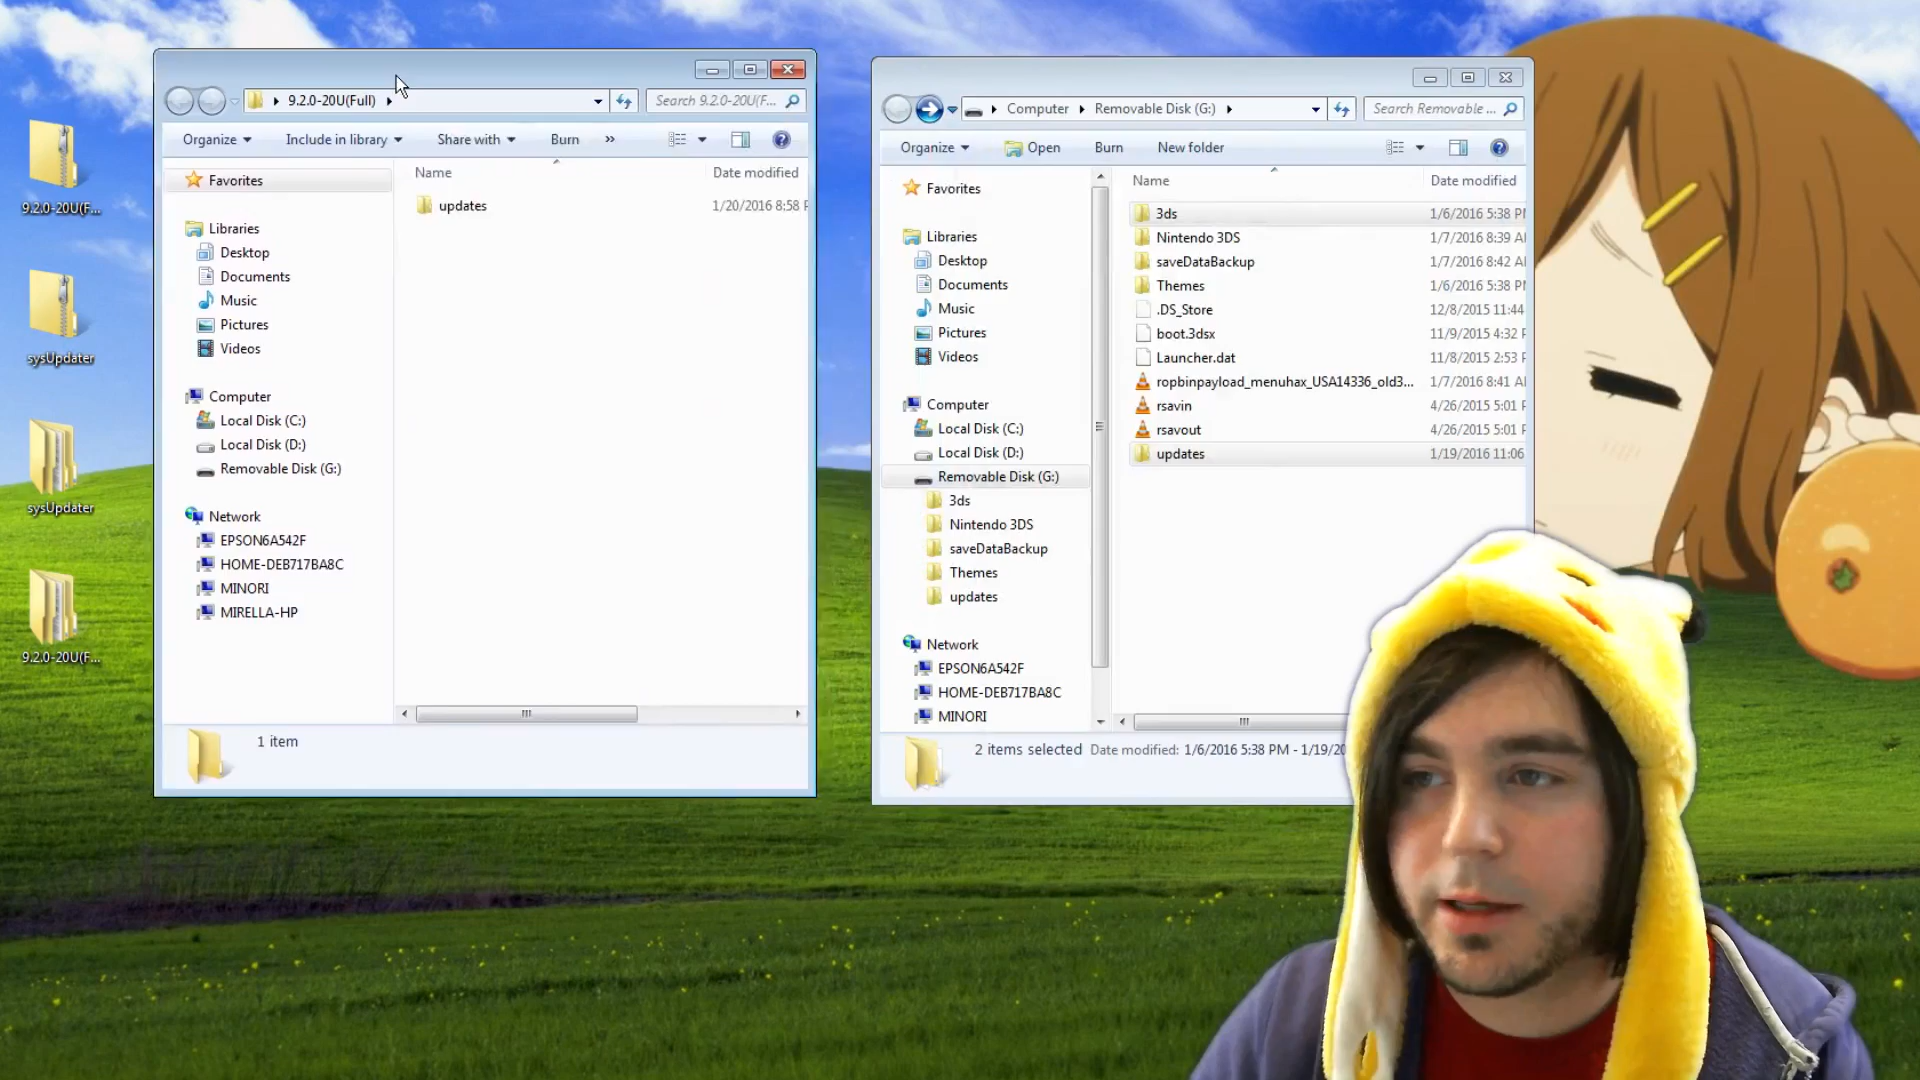 9.2.0-20U(F...
sysUpdater
sysUpdater
9.2.0-20U(F...
9.2.0-20U(Full)
Search 9.2.0-20U(F...
Organize
Include in library
Share with
Burn
»
Favorites
Libraries
Desktop
Documents
Music
Pictures
Videos
Computer
Local Disk (C:)
Local Disk (D:)
Removable Disk (G:)
Network
EPSON6A542F
HOME-DEB717BA8C
MINORI
MIRELLA-HP
Name
Date modified
updates
1/20/2016 8:58
1 item
Computer
Removable Disk (G:)
Search Removable ...
Organize
Open
Burn
New folder
Favorites
Libraries
Desktop
Documents
Music
Pictures
Videos
Computer
Local Disk (C:)
Local Disk (D:)
Removable Disk (G:)
3ds
Nintendo 3DS
saveDataBackup
Themes
updates
Network
EPSON6A542F
HOME-DEB717BA8C
MINORI
Name
Date modified
3ds 1/6/2016 5:38
Nintendo 3DS 1/7/2016 8:39
saveDataBackup 1/7/2016 8:42
Themes 1/6/2016 5:38
.DS_Store 12/8/2015 11:44
boot.3dsx 11/9/2015 4:32
Launcher.dat 11/8/2015 2:53
ropbinpayload_menuhax_USA14336_old3... 1/7/2016 8:41
rsavin 4/26/2015 5:01
rsavout 4/26/2015 5:01
updates 1/19/2016 11:06
2 items selected Date modified: 1/6/2016 5:38 PM - 1/19/20